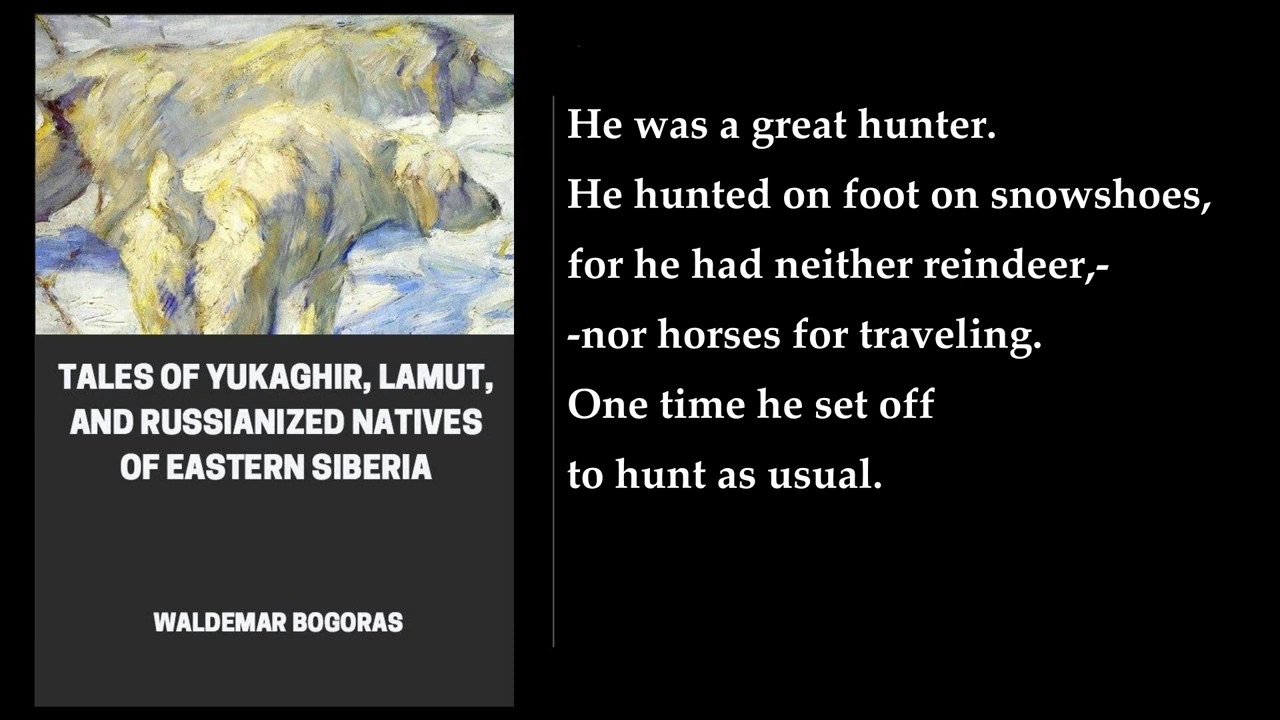 TALES OF YUKAGHIR, LAMUT,
AND RUSSIANIZED NATIVES
OF EASTERN SIBERIA
WALDEMAR BOGORAS
He was a great hunter.
He hunted on foot on snowshoes,
for he had neither reindeer,-
-nor horses for traveling.
One time he set off
to hunt as usual.